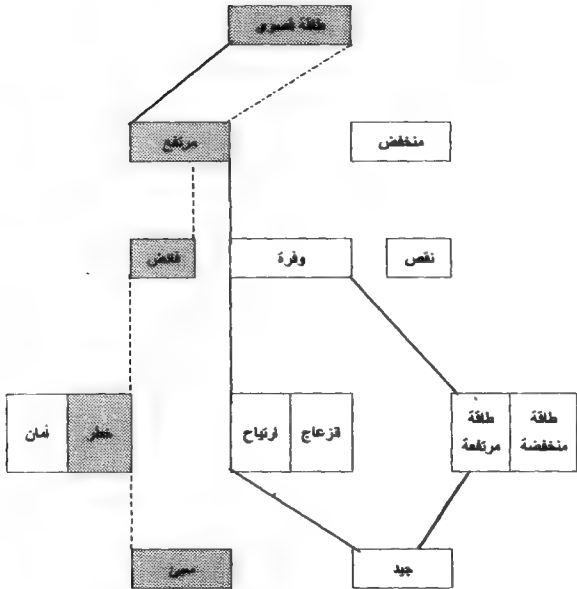 طاقة قصوى
مرتفع
منخفض
فائض
وفرة
نقص
أمان
خطر
ارتياح
انزعاج
طاقة
مرتفعة
طاقة
منخفضة
جيد